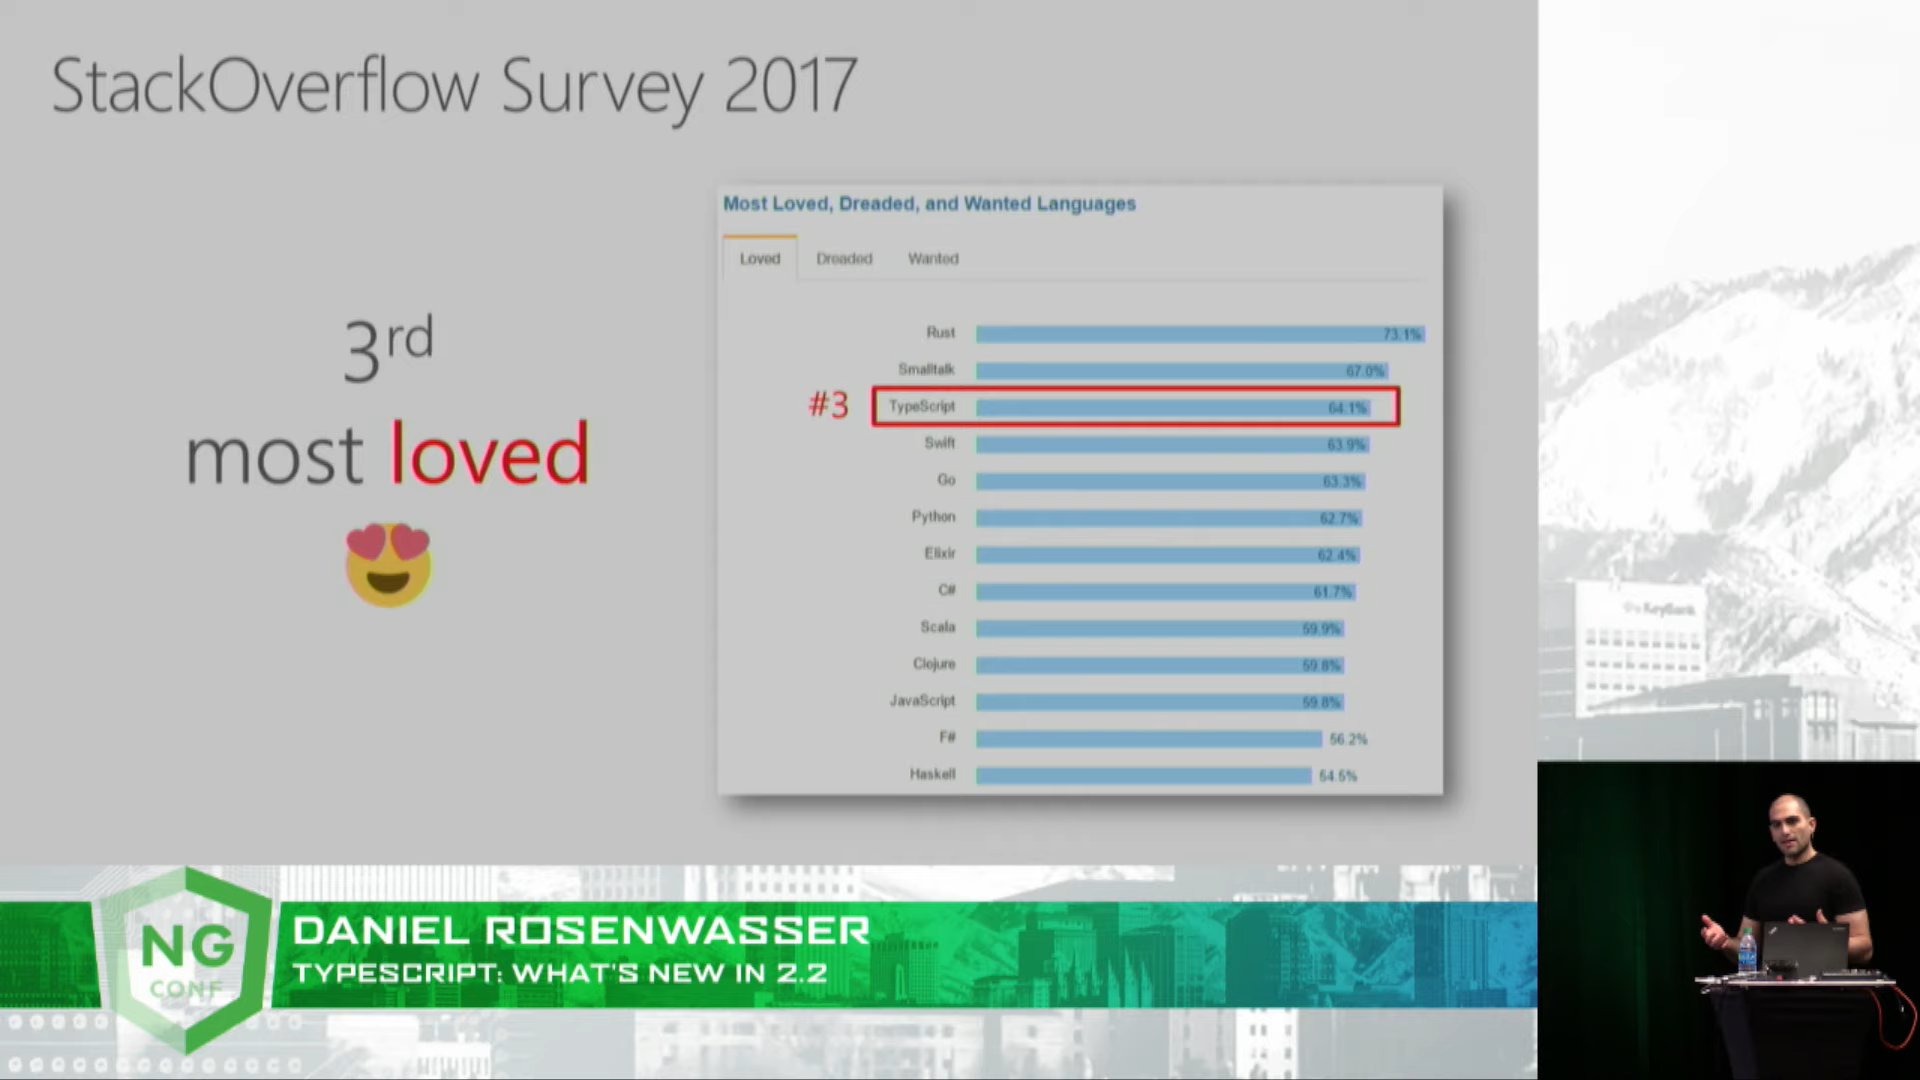 StackOverflow Survey 2017
3rd
most loved
Most Loved, Dreaded, and Wanted Languages
Loved Dreaded Wanted
Rust 73.1%
Smalltalk 67.0%
#3 TypeScript 64.1%
Swift 63.9%
Go 63.3%
Python 62.7%
Elixir 62.4%
C# 61.7%
Scala 59.9%
Clojure 59.8%
JavaScript 59.8%
F# 56.2%
Haskell 54.5%
KeyBank
NG
CONF
DANIEL ROSENWASSER
TYPESCRIPT: WHAT'S NEW IN 2.2